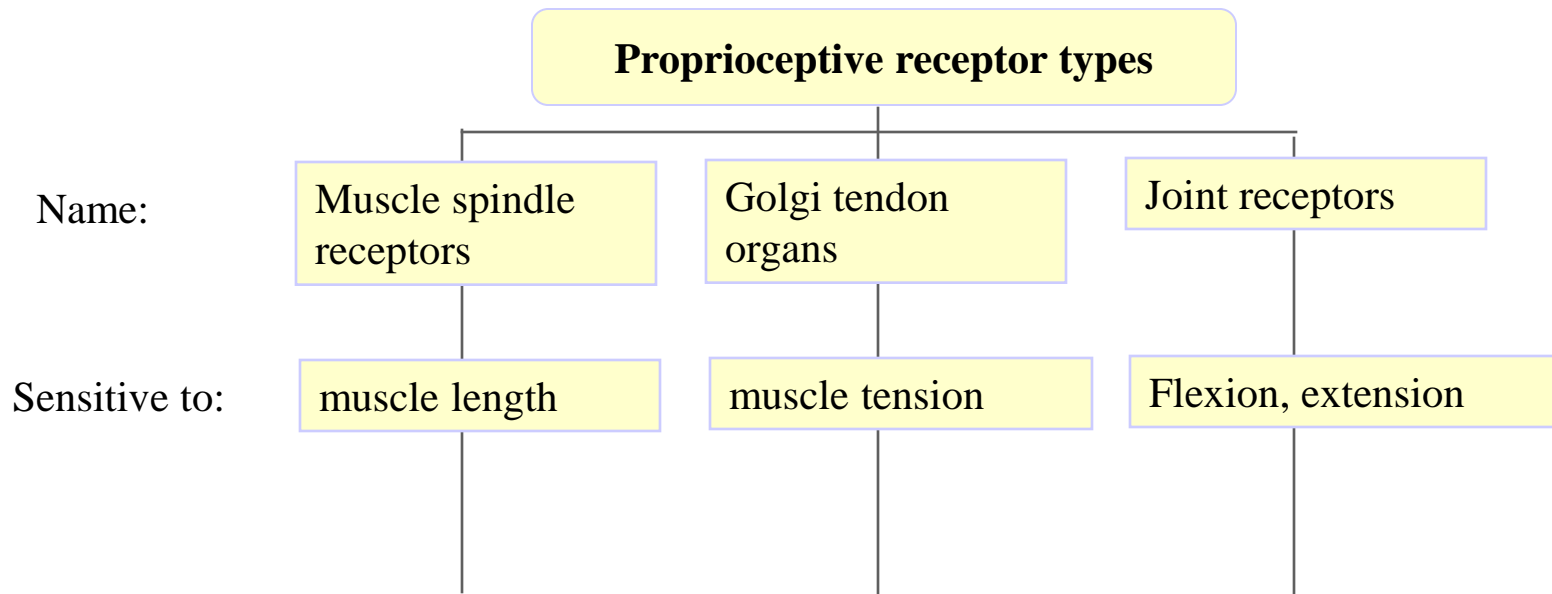 Proprioceptive receptor types
Name:
Muscle spindle
receptors
Golgi tendon
organs
Joint receptors
Sensitive to:
muscle length
muscle tension
Flexion, extension